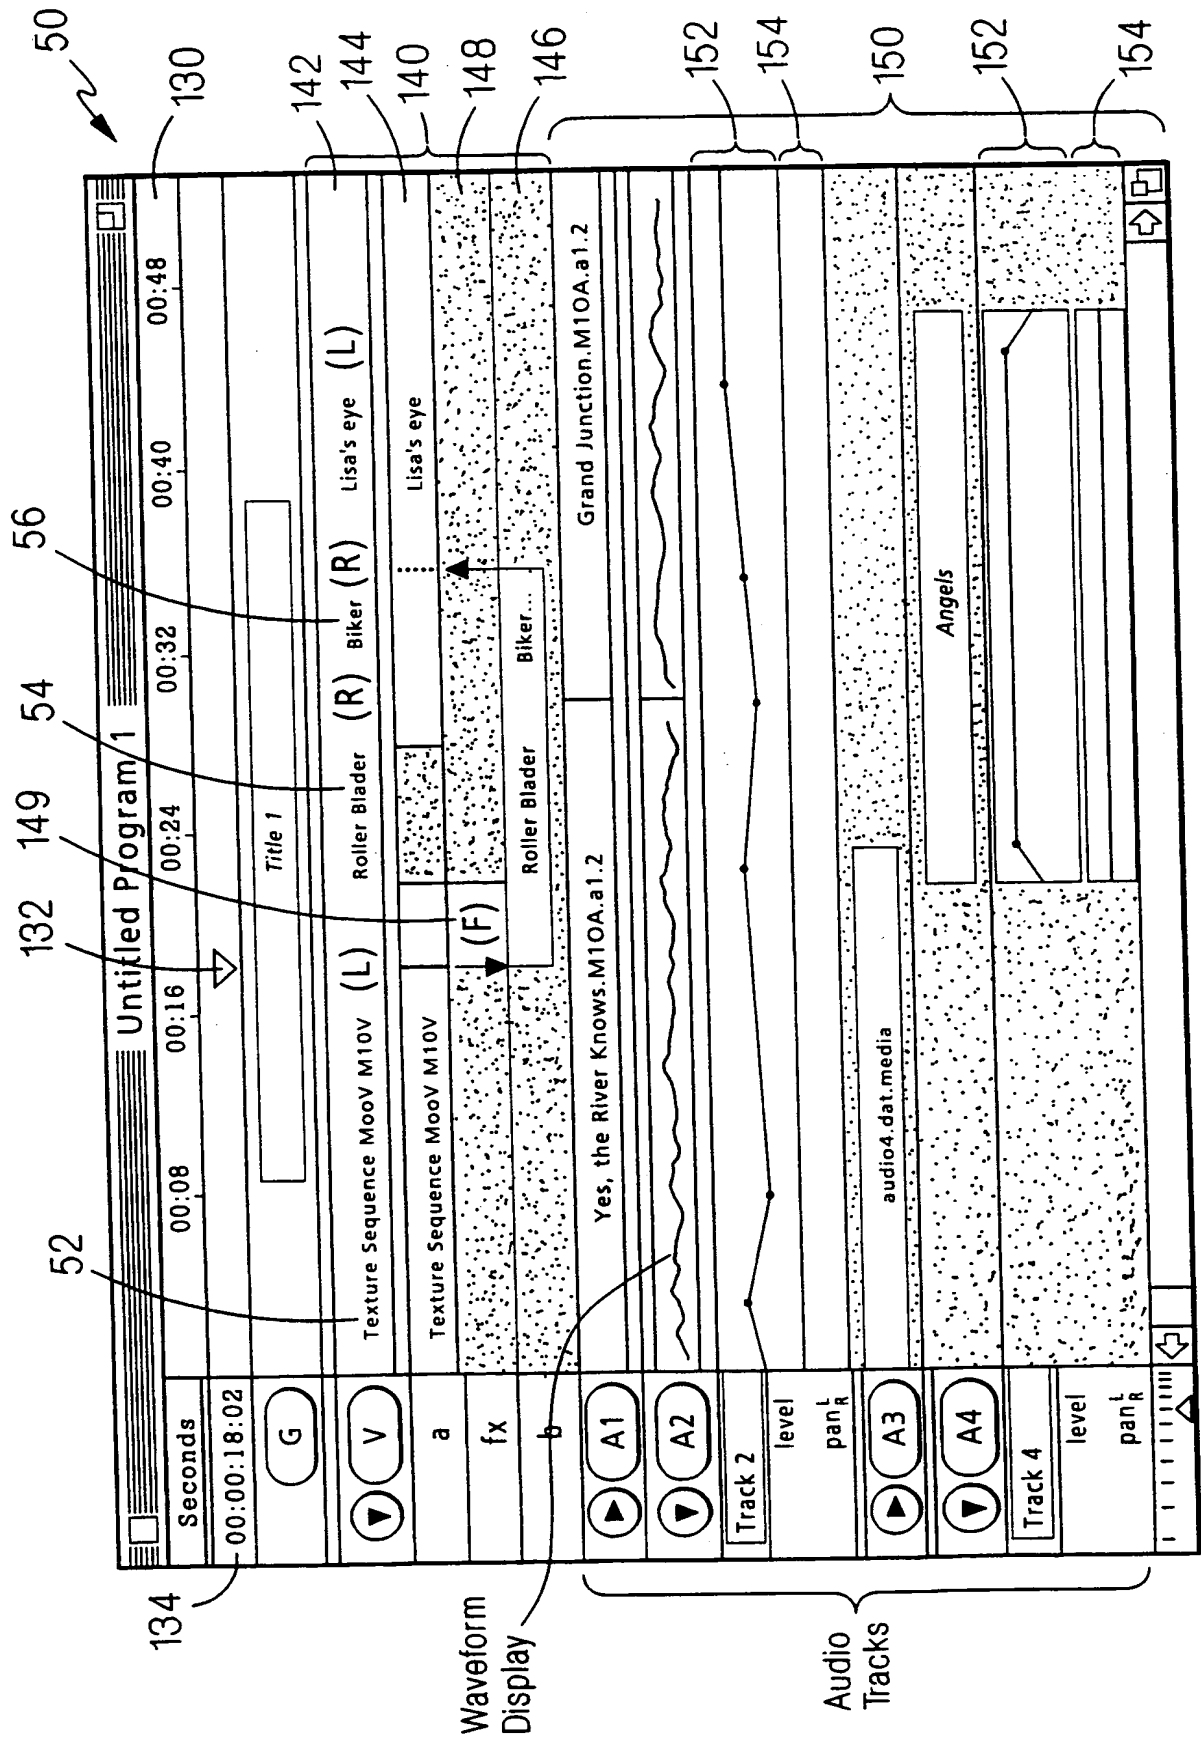 50
130
142
144
140
148
146
152
154
150
152
154
56
54
149
132
52
134
Untitled Program 1
Seconds
00:08
00:16
00:24
00:32
00:40
00:48
00:00:18:02
G
Title 1
V
Texture Sequence MooV M10V
(L)
Roller Blader
(R)
Biker
(R)
Lisa's eye
(L)
a
Texture Sequence MooV M10V
Lisa's eye
fx
(F)
b
Roller Blader
Biker...
A1
Yes, the River Knows.M10A.a1.2
Grand Junction.M10A.a1.2
A2
Track 2
level
pan L R
A3
audio4.dat.media
A4
Angels
Track 4
level
pan L R
Waveform
Display
Audio
Tracks